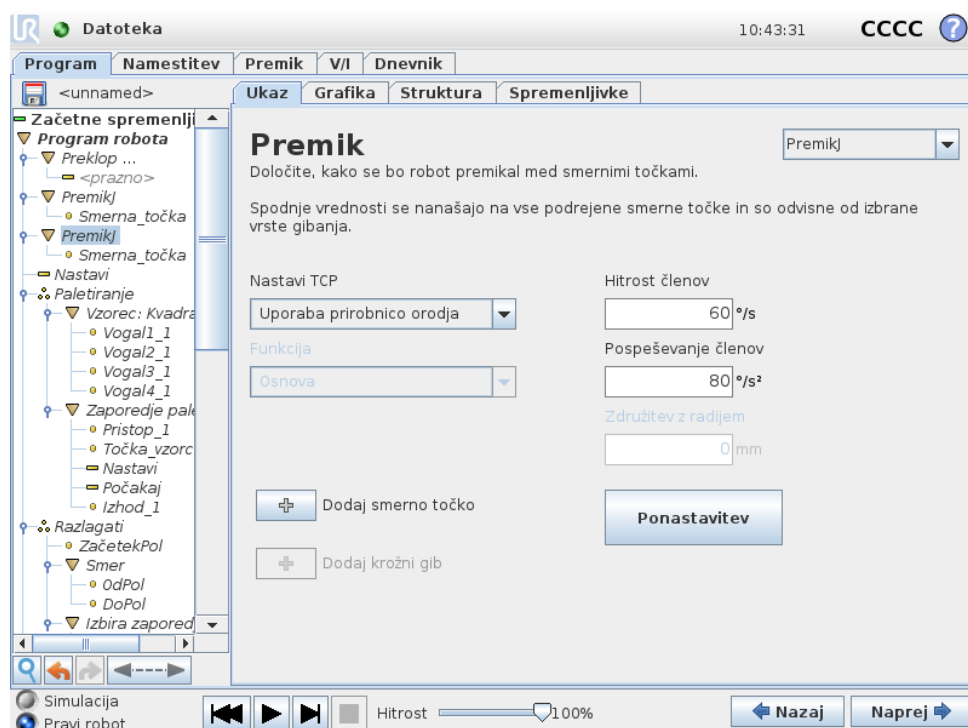 UR Datoteka 10:43:31 CCCC ?
Program Namestitev Premik V/I Dnevnik
<unnamed> Ukaz Grafika Struktura Spremenljivke
Začetne spremenlji
Program robota
Preklop ...
<prazno>
PremikJ
Smerna_točka
PremikJ
Smerna_točka
Nastavi
Paletiranje
Vzorec: Kvadra
Vogal1_1
Vogal2_1
Vogal3_1
Vogal4_1
Zaporedje pale
Pristop_1
Točka_vzorc
Nastavi
Počakaj
Izhod_1
Razlagati
ZačetekPol
Smer
OdPol
DoPol
Izbira zapored
Premik
PremikJ
Določite, kako se bo robot premikal med smernimi točkami.
Spodnje vrednosti se nanašajo na vse podrejene smerne točke in so odvisne od izbrane
vrste gibanja.
Nastavi TCP
Uporaba prirobnico orodja
Funkcija
Osnova
Hitrost členov
60 °/s
Pospeševanje členov
80 °/s²
Združitev z radijem
0 mm
Dodaj smerno točko
Dodaj krožni gib
Ponastavitev
Simulacija
Pravi robot
Hitrost 100%
Nazaj
Naprej